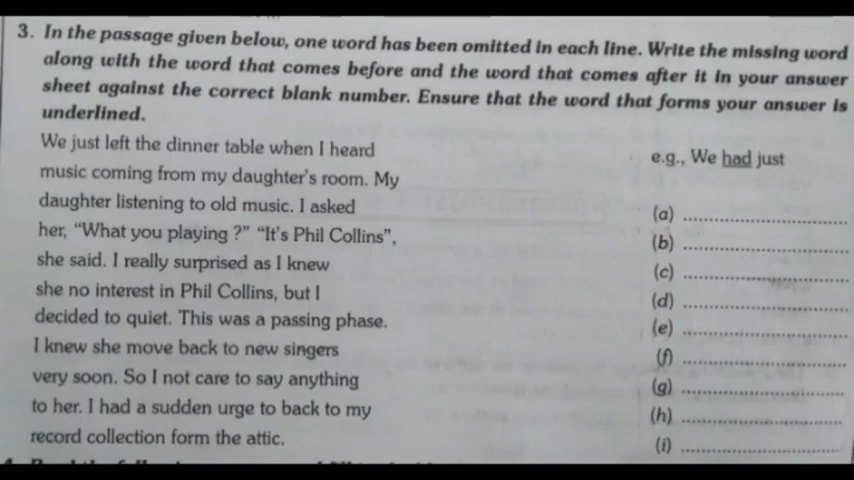 3. In the passage given below, one word has been omitted in each line. Write the missing word
along with the word that comes before and the word that comes after it in your answer
sheet against the correct blank number. Ensure that the word that forms your answer is
underlined.
We just left the dinner table when I heard
e.g., We had just
music coming from my daughter's room. My
daughter listening to old music. I asked
(a) ........................................
her, "What you playing ?" "It's Phil Collins",
(b) ........................................
she said. I really surprised as I knew
(c) ........................................
she no interest in Phil Collins, but I
(d) ........................................
decided to quiet. This was a passing phase.
(e) ........................................
I knew she move back to new singers
(f) ........................................
very soon. So I not care to say anything
(g) ........................................
to her. I had a sudden urge to back to my
(h) ........................................
record collection form the attic.
(i) ........................................